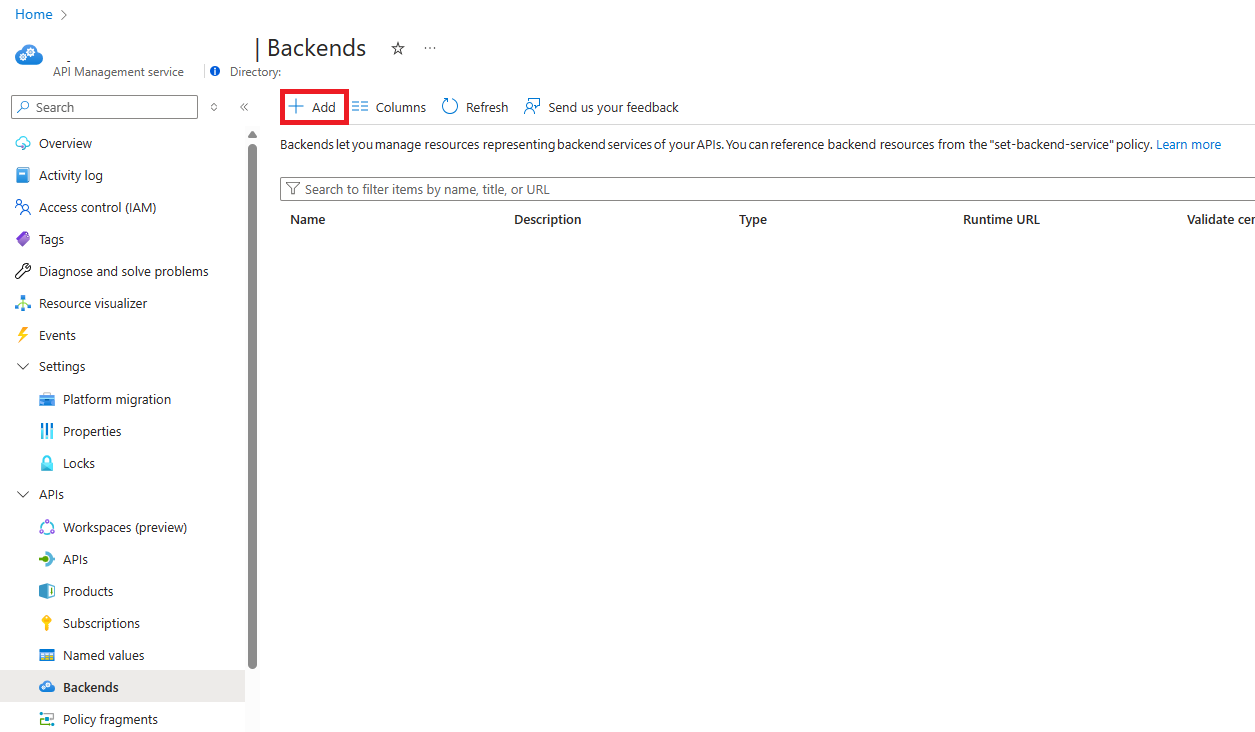 Home
| Backends
API Management service
Directory:
Search
Overview
Activity log
Access control (IAM)
Tags
Diagnose and solve problems
Resource visualizer
Events
Settings
Platform migration
Properties
Locks
APIs
Workspaces (preview)
APIs
Products
Subscriptions
Named values
Backends
Policy fragments
Add Columns Refresh Send us your feedback
Backends let you manage resources representing backend services of your APIs. You can reference backend resources from the "set-backend-service" policy. Learn more
Search to filter items by name, title, or URL
Name Description Type Runtime URL Validate cer